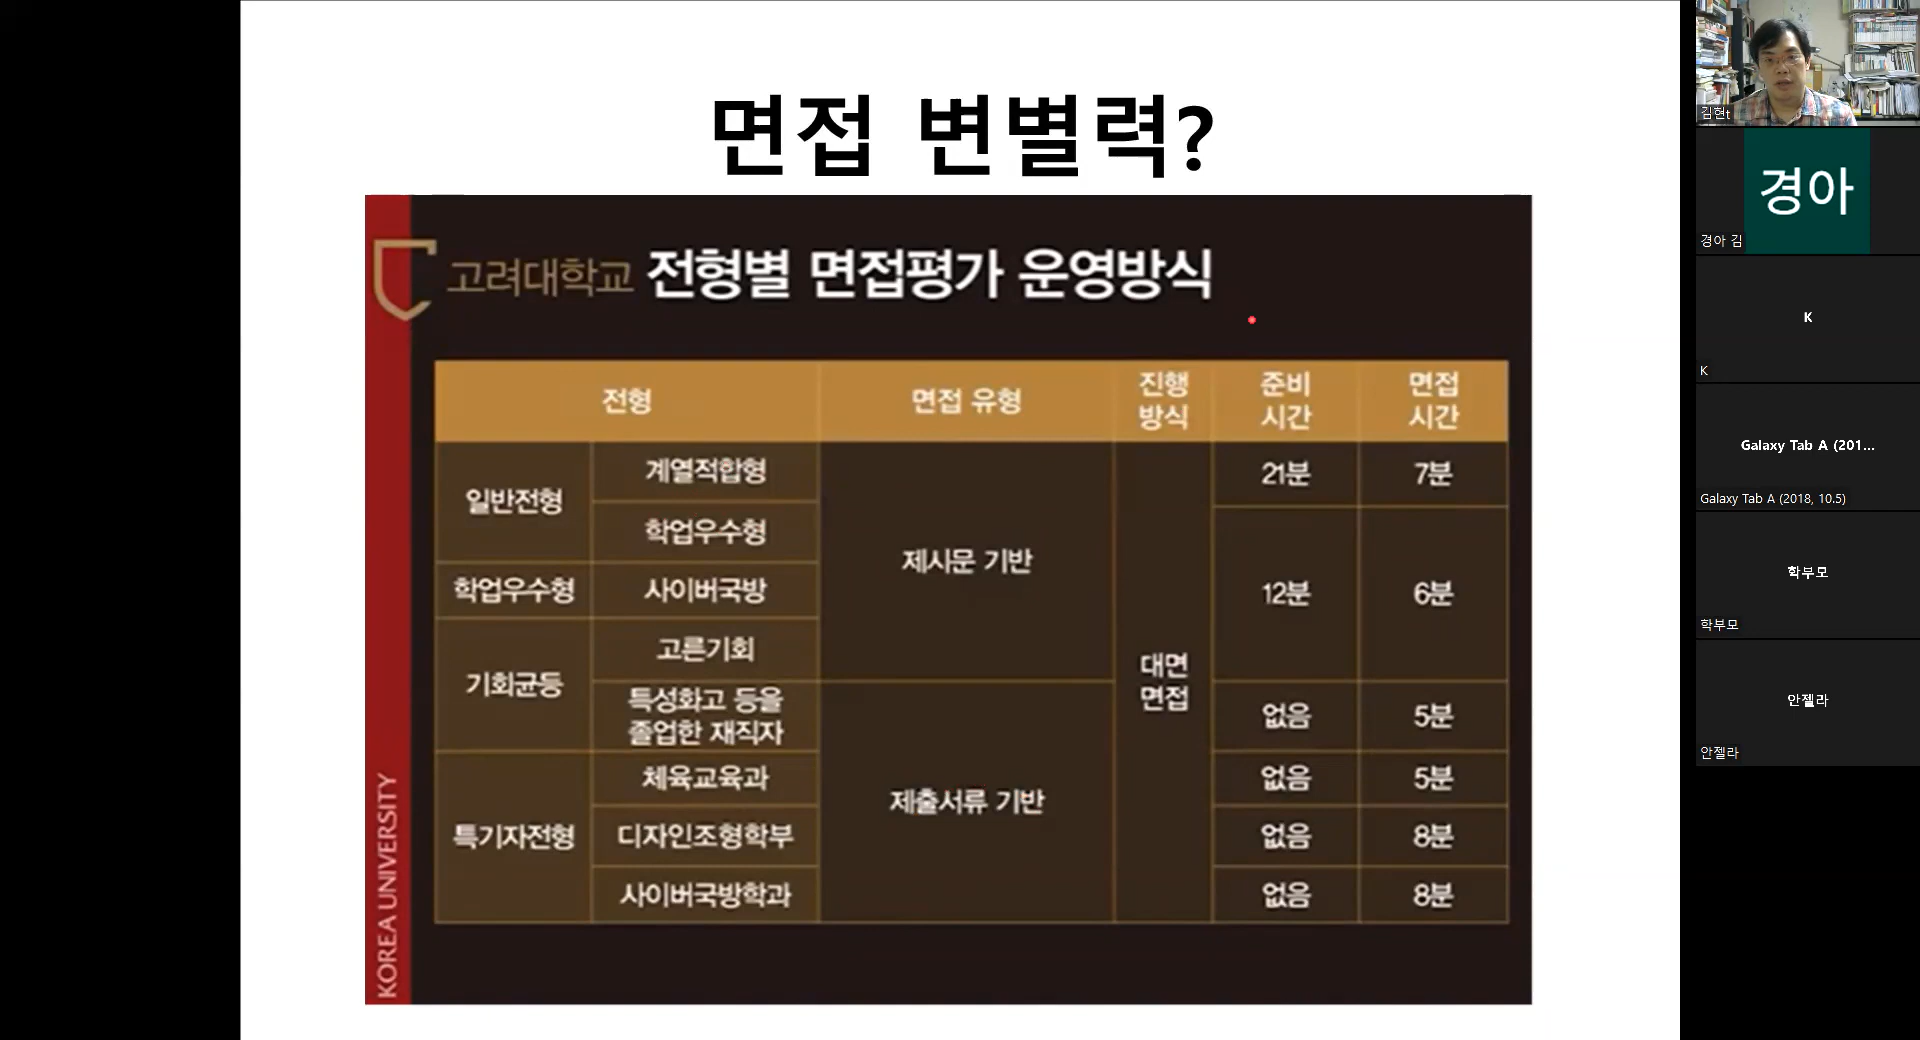 면접 변별력?
고려대학교 전형별 면접평가 운영방식
전형 면접 유형 진행 방식 준비 시간 면접 시간
일반전형 계열적합형 제시문 기반 대면 면접 21분 7분
학업우수형 12분 6분
학업우수형 사이버국방
기회균등 고른기회
특성화고 등을 졸업한 재직자 제출서류 기반 없음 5분
특기자전형 체육교육과 없음 5분
디자인조형학부 없음 8분
사이버국방학과 없음 8분
KOREA UNIVERSITY
김현t
경아
경아 김
K
K
Galaxy Tab A (201...
Galaxy Tab A (2018, 10.5)
학부모
학부모
안젤라
안젤라